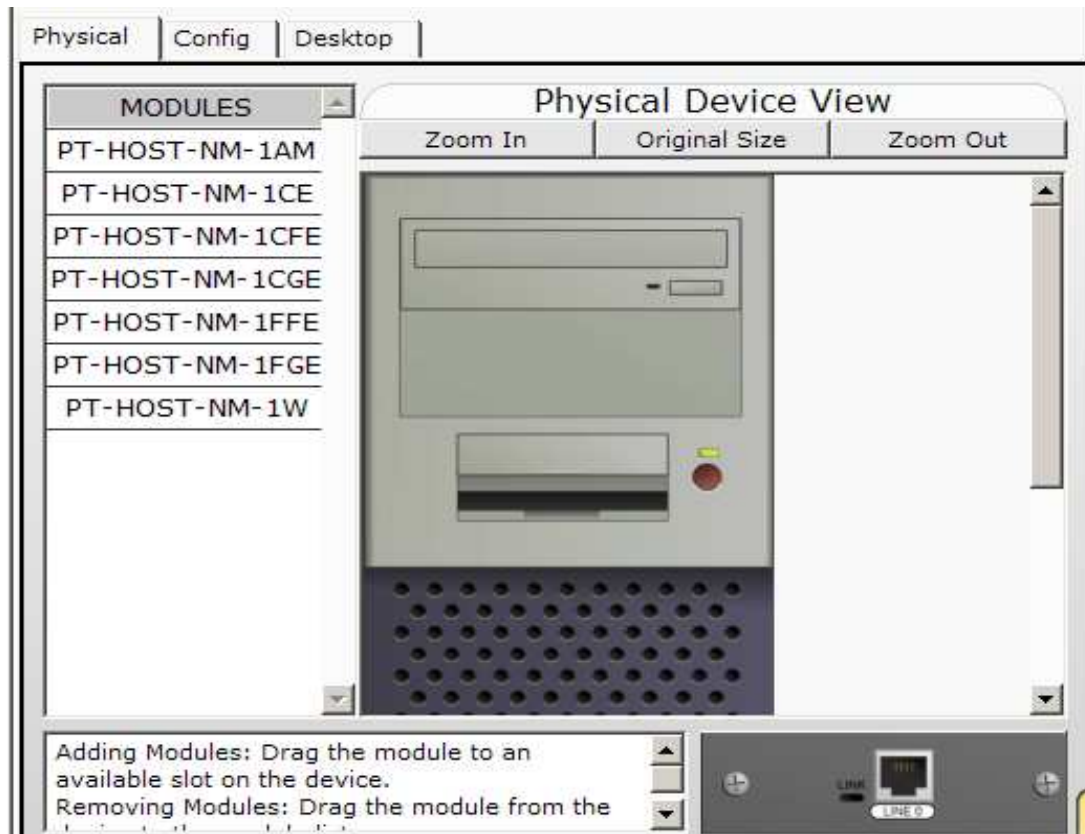 Physical
Config
Desktop
MODULES
PT-HOST-NM-1AM
PT-HOST-NM-1CE
PT-HOST-NM-1CFE
PT-HOST-NM-1CGE
PT-HOST-NM-1FFE
PT-HOST-NM-1FGE
PT-HOST-NM-1W
Physical Device View
Zoom In
Original Size
Zoom Out
Adding Modules: Drag the module to an
available slot on the device.
Removing Modules: Drag the module from the
LINK
LINE 0